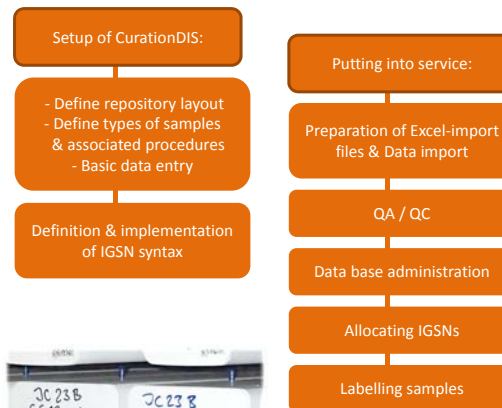 Setup of CurationDIS:
- Define repository layout
- Define types of samples
& associated procedures
- Basic data entry
Definition & implementation
of IGSN syntax
Putting into service:
Preparation of Excel-import
files & Data import
QA / QC
Data base administration
Allocating IGSNs
Labelling samples
JC 23 B
JC 23 B